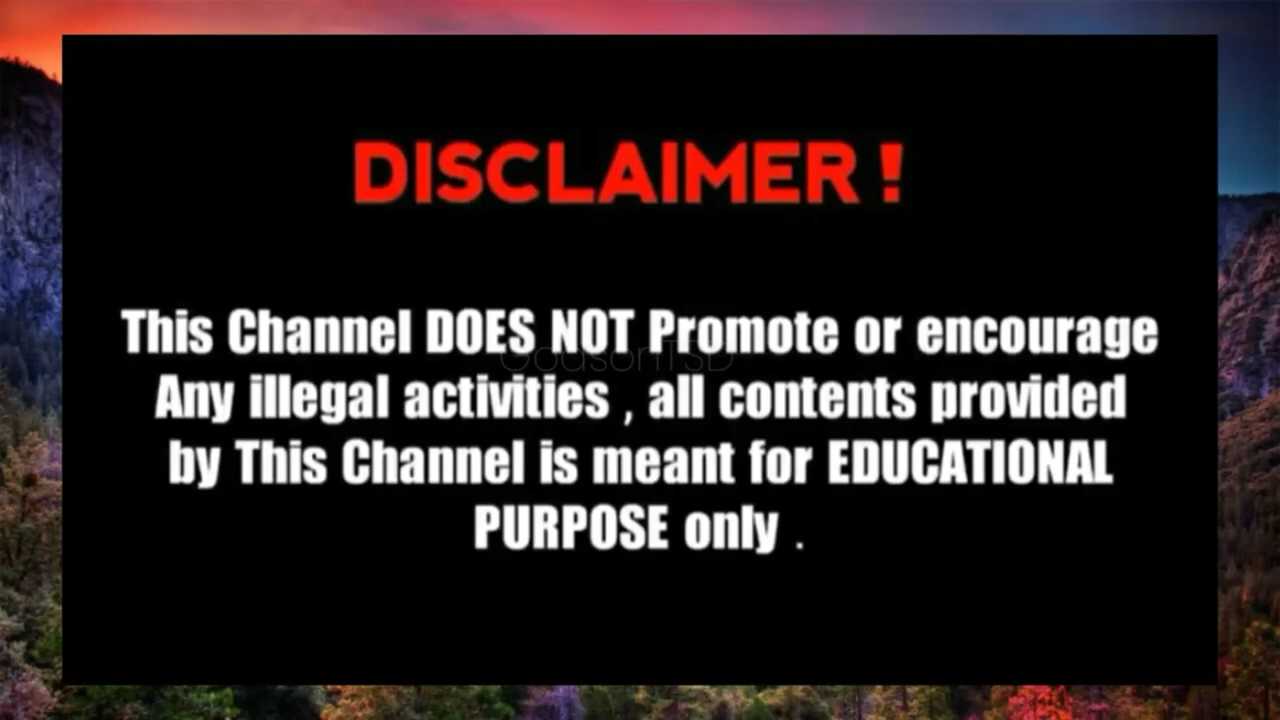 DISCLAIMER !
This Channel DOES NOT Promote or encourage
Any illegal activities , all contents provided
by This Channel is meant for EDUCATIONAL
PURPOSE only .